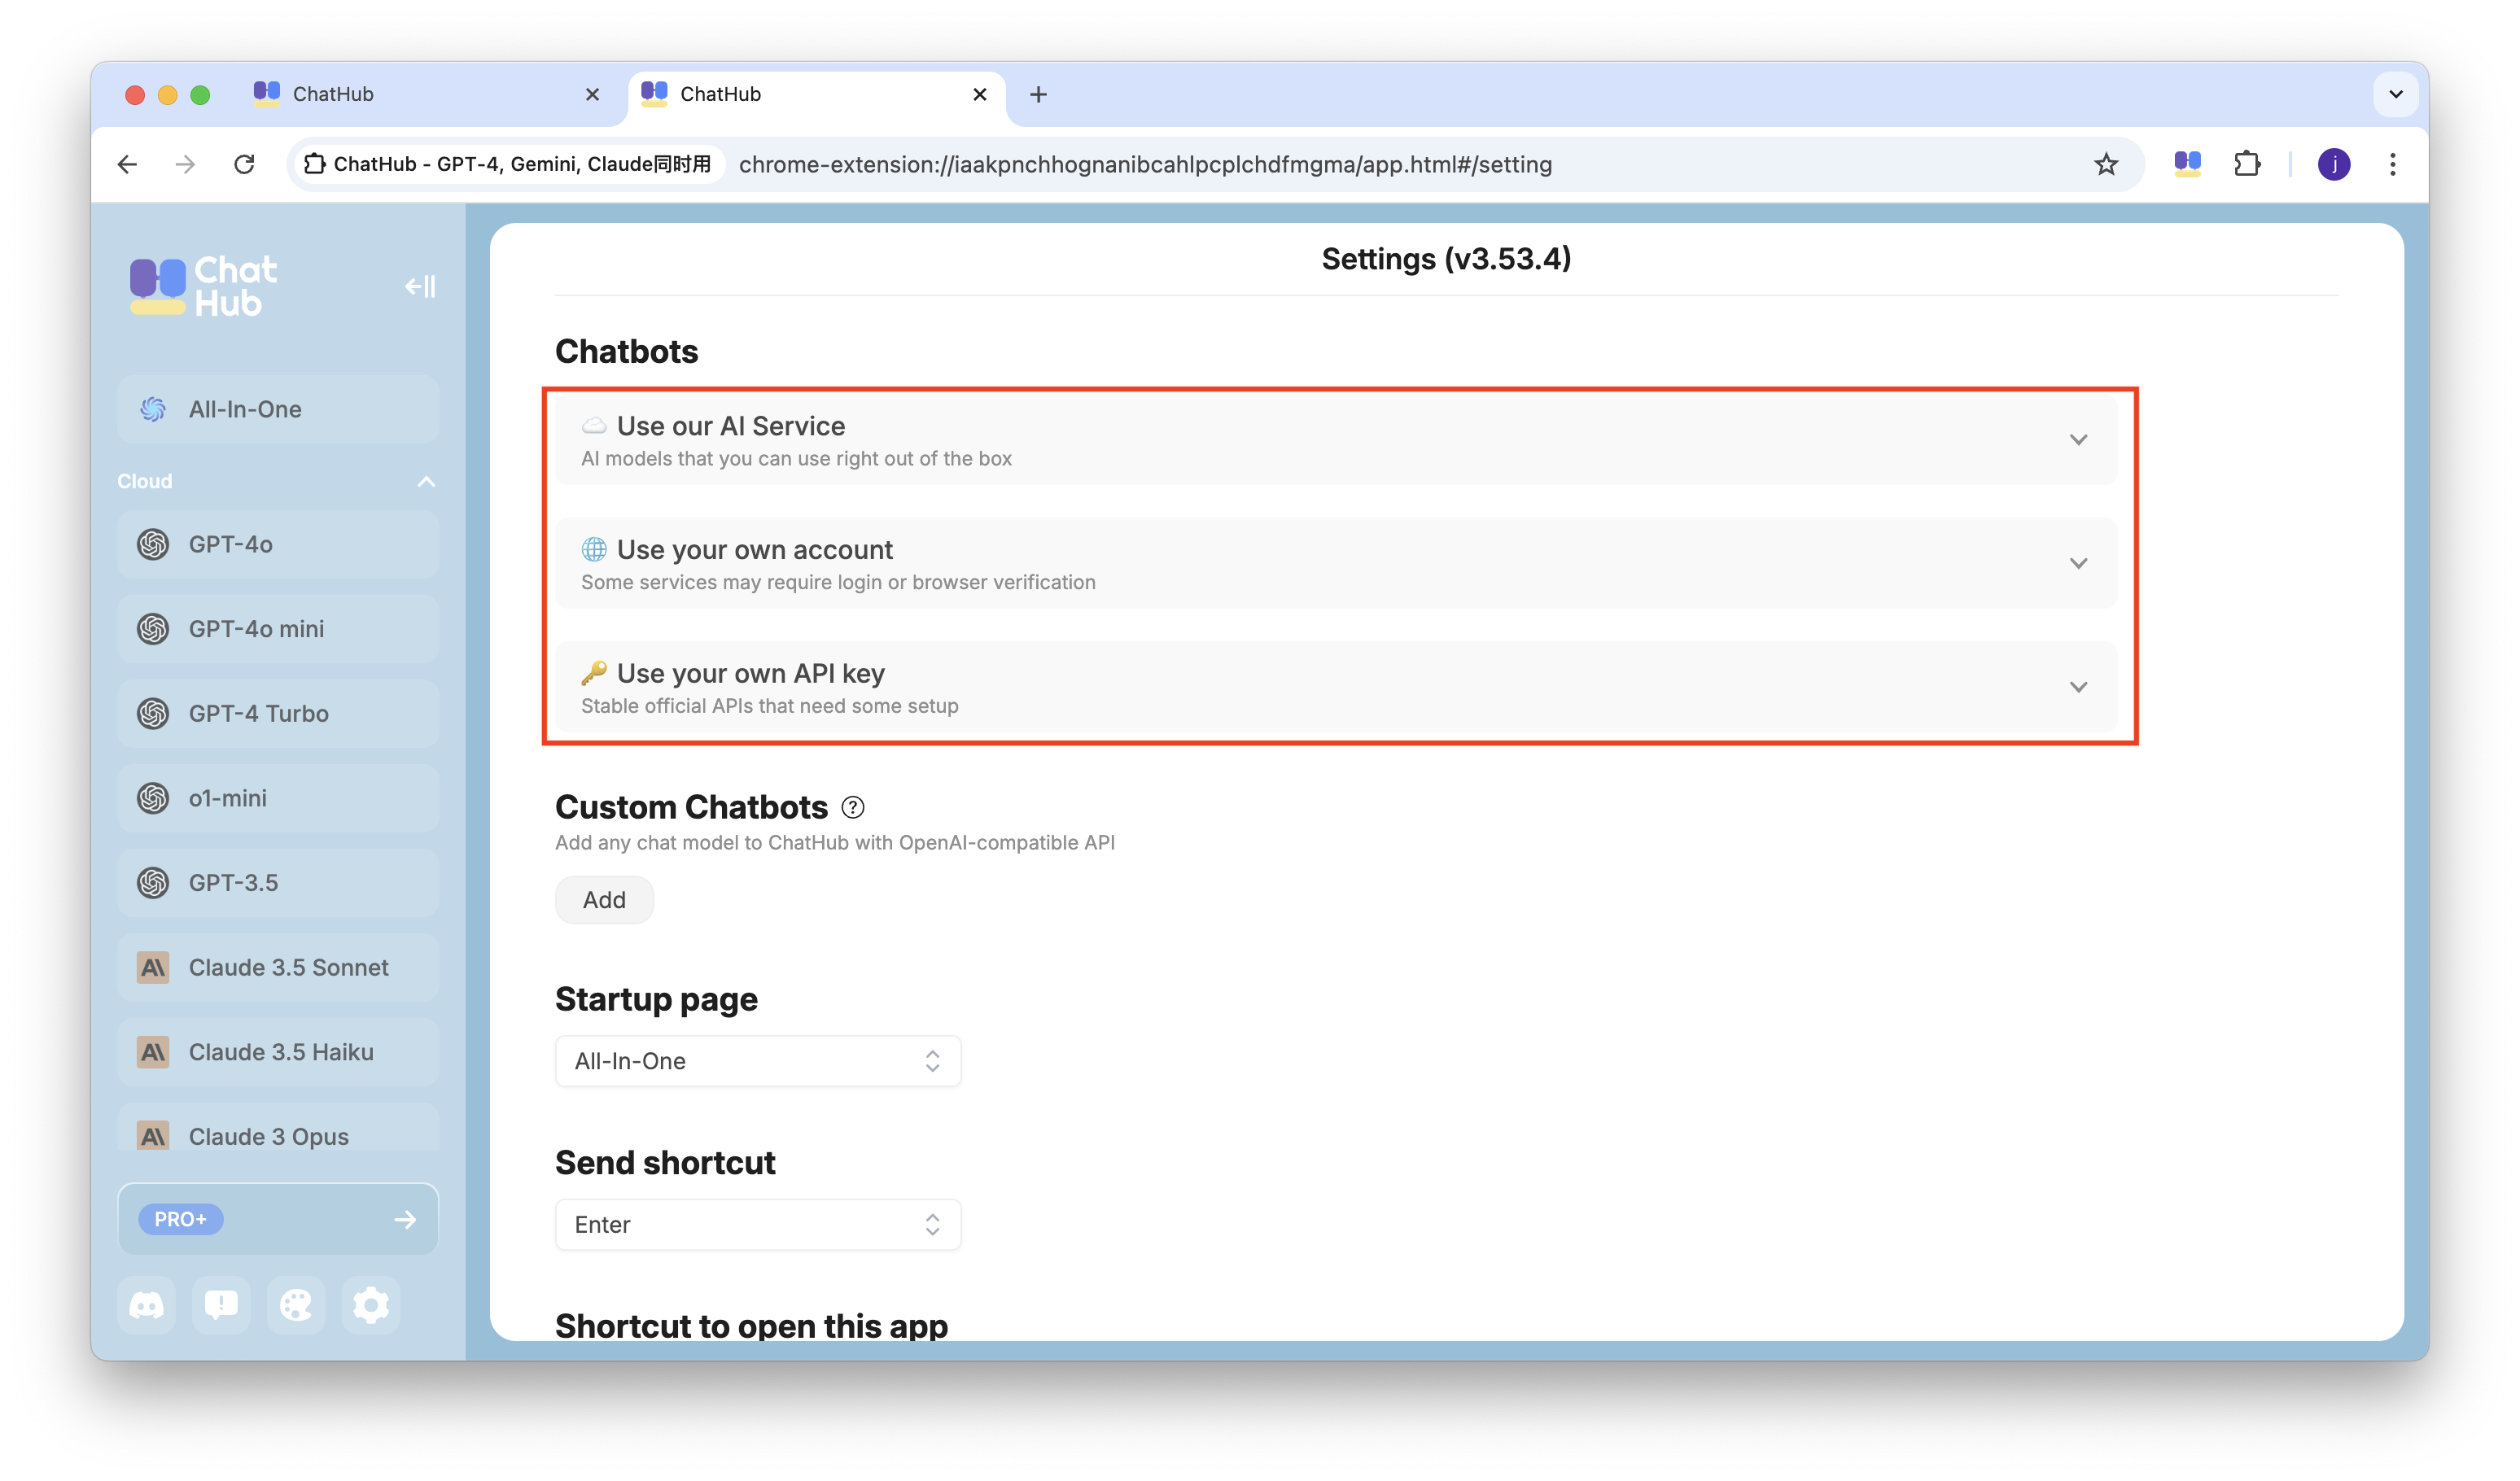 ChatHub
ChatHub
ChatHub - GPT-4, Gemini, Claude同时用
chrome-extension://iaakpnchhognanibcahlpcplchdfmgma/app.html#/setting
j
Chat
Hub
All-In-One
Cloud
GPT-4o
GPT-4o mini
GPT-4 Turbo
o1-mini
GPT-3.5
Claude 3.5 Sonnet
Claude 3.5 Haiku
Claude 3 Opus
PRO+
Settings (v3.53.4)
Chatbots
Use our AI Service
AI models that you can use right out of the box
Use your own account
Some services may require login or browser verification
Use your own API key
Stable official APIs that need some setup
Custom Chatbots
Add any chat model to ChatHub with OpenAI-compatible API
Add
Startup page
All-In-One
Send shortcut
Enter
Shortcut to open this app